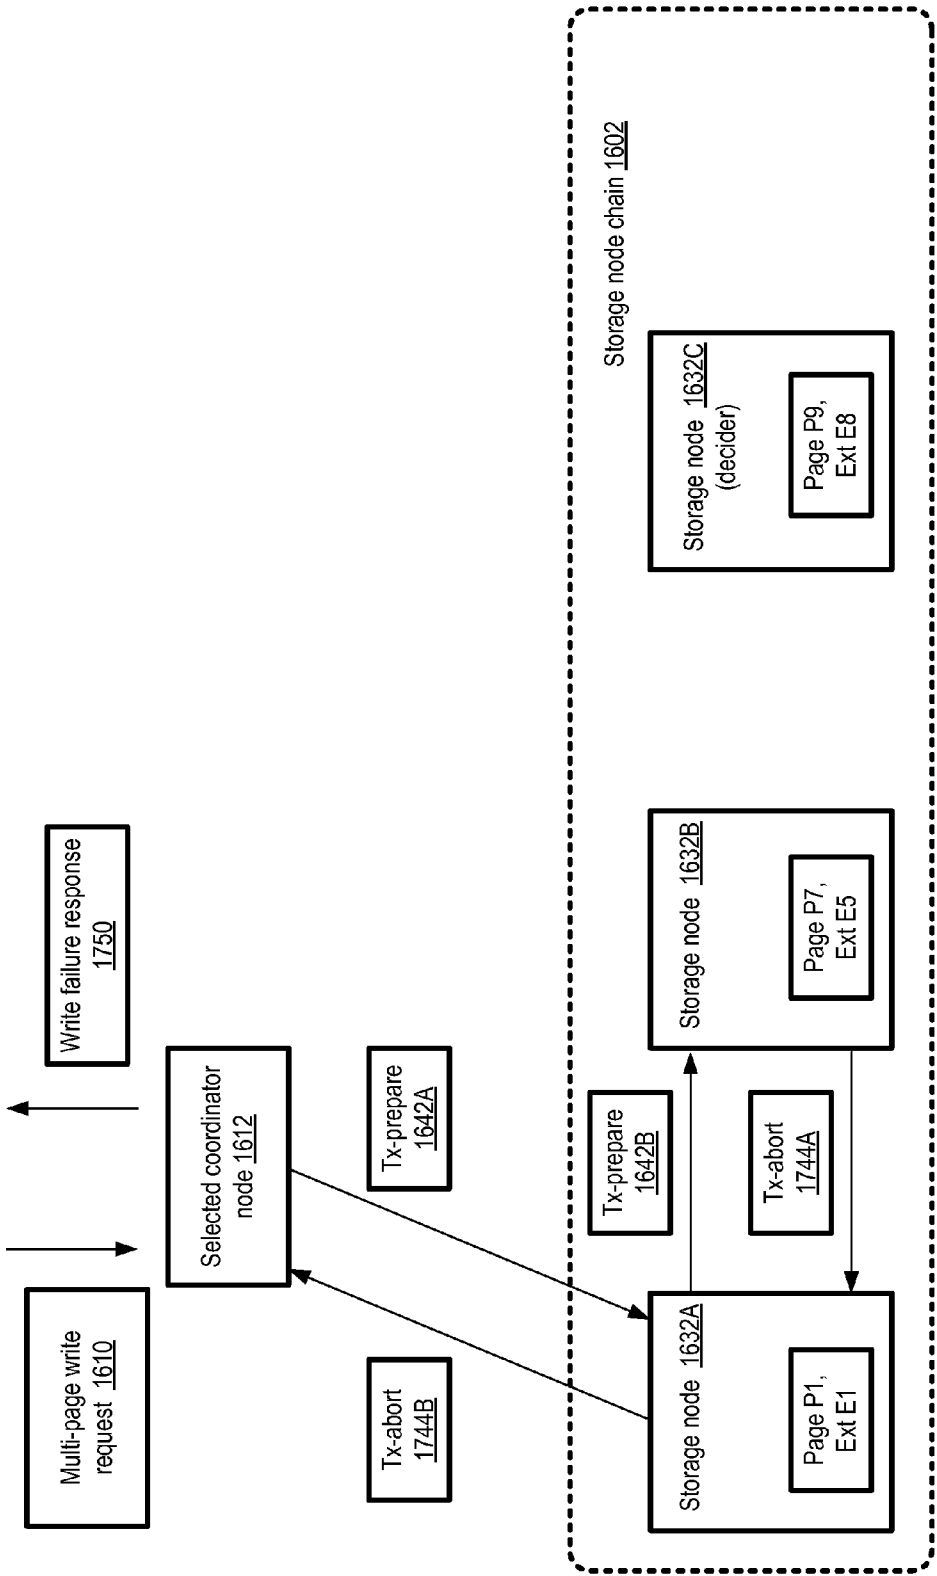 Multi-page write
request 1610
Write failure response
1750
Selected coordinator
node 1612
Tx-abort
1744B
Tx-prepare
1642A
Storage node chain 1602
Tx-prepare
1642B
Tx-abort
1744A
Storage node 1632A
Page P1,
Ext E1
Storage node 1632B
Page P7,
Ext E5
Storage node 1632C
(decider)
Page P9,
Ext E8